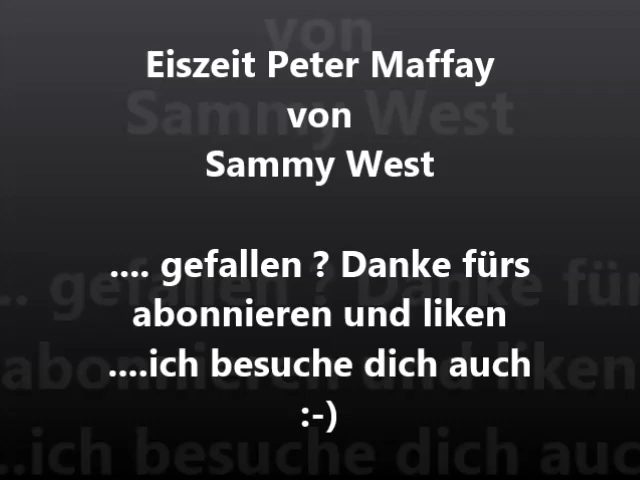 Eiszeit Peter Maffay
von
Sammy West
.... gefallen ? Danke fürs
abonnieren und liken
....ich besuche dich auch
:-)